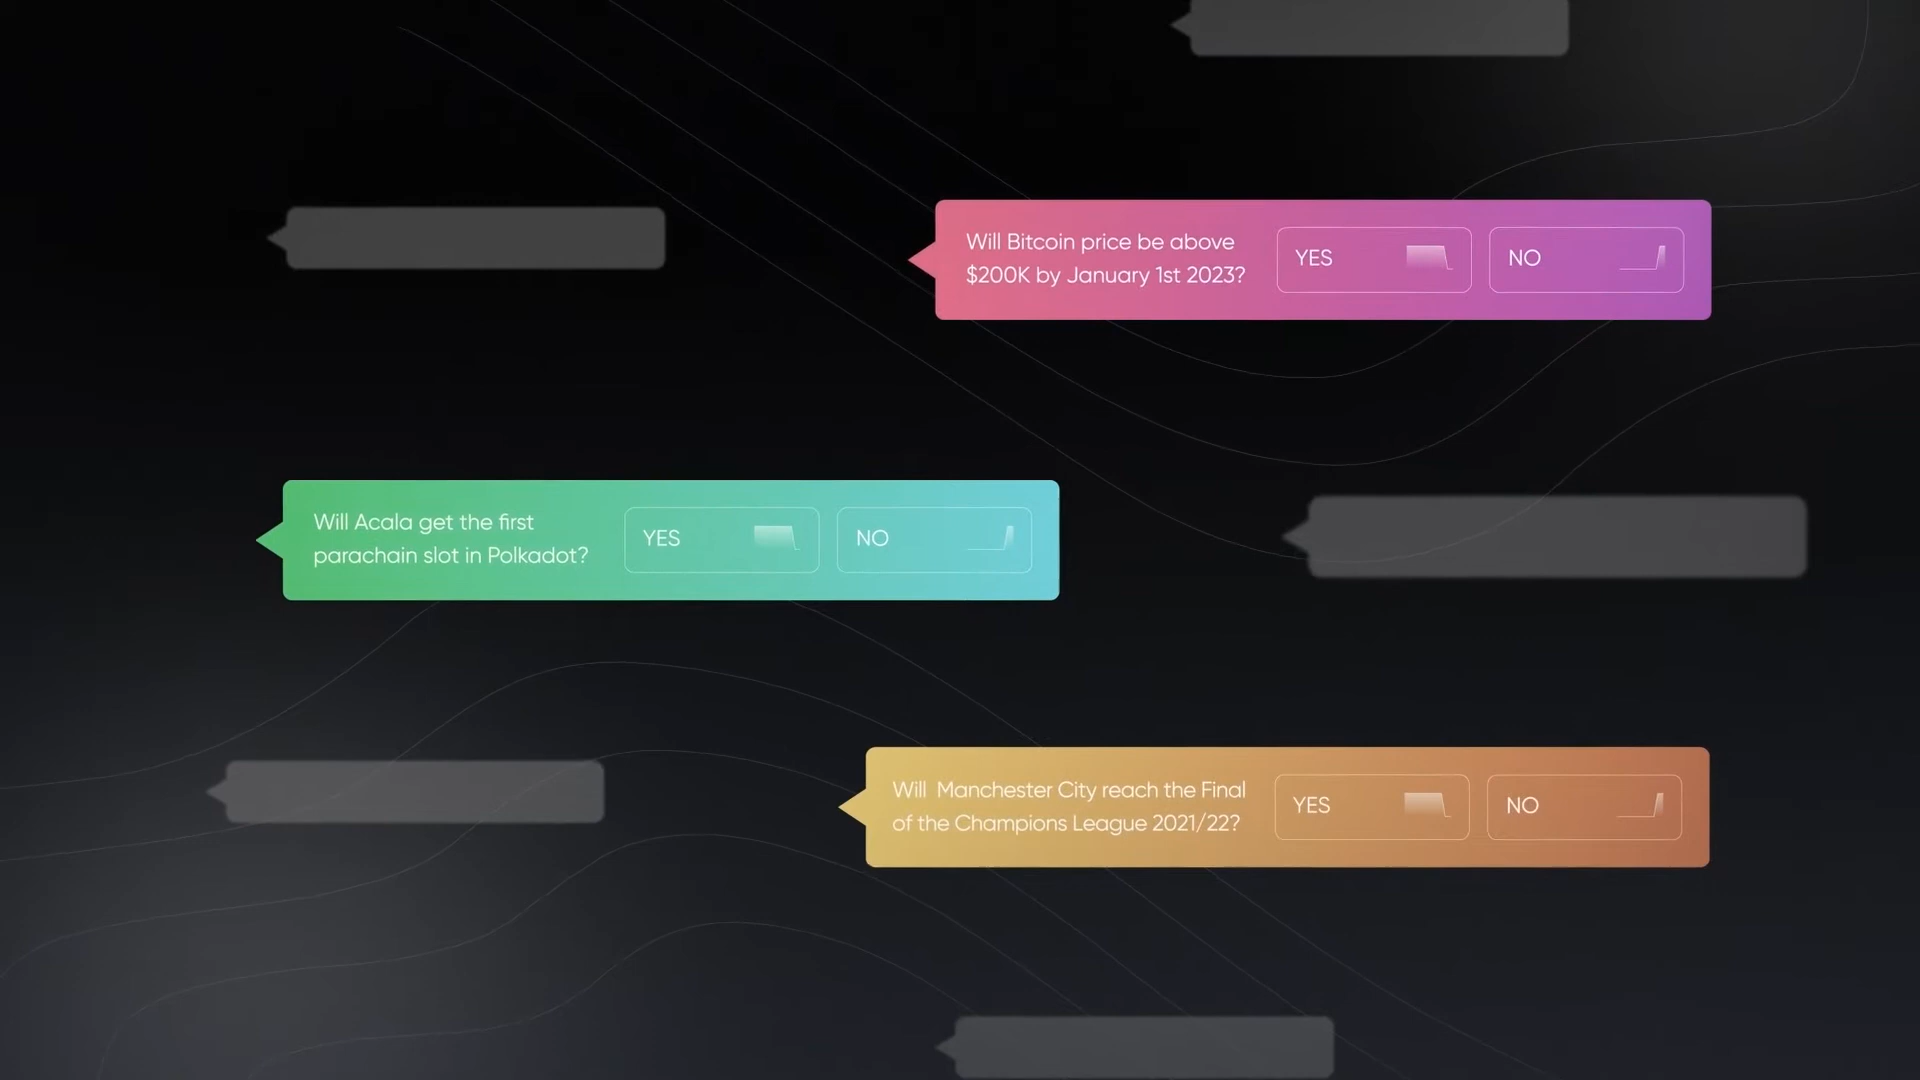 Will Bitcoin price be above
$200K by January 1st 2023?
YES
NO
Will Acala get the first
parachain slot in Polkadot?
YES
NO
Will  Manchester City reach the Final
of the Champions League 2021/22?
YES
NO